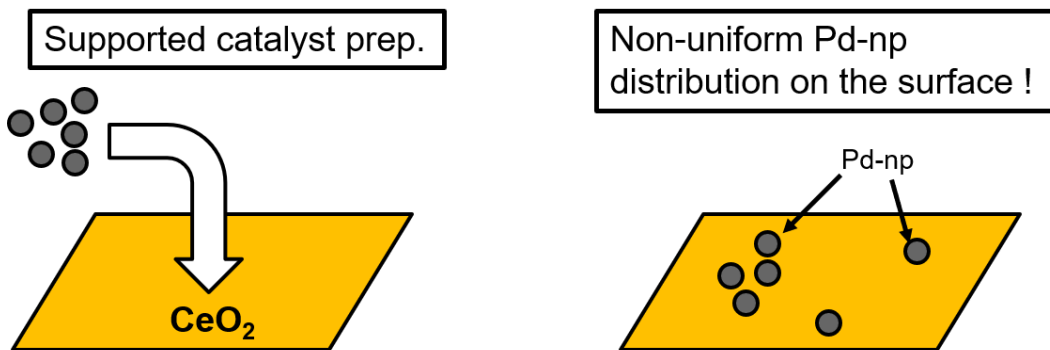 Supported catalyst prep.
Non-uniform Pd-np
distribution on the surface !
Pd-np
CeO₂